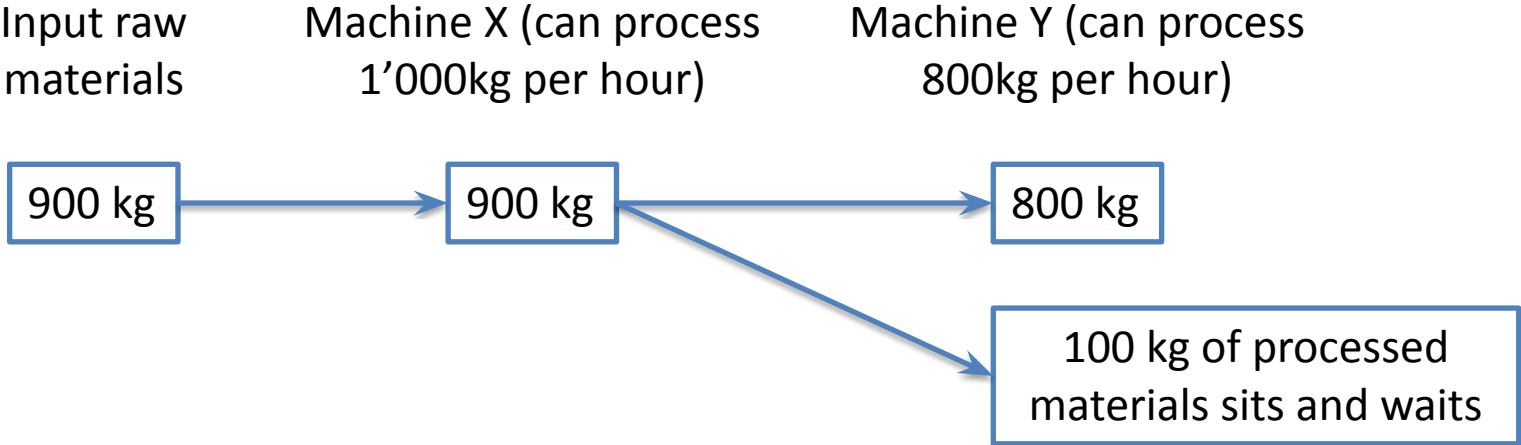 Input raw
materials
Machine X (can process
1’000kg per hour)
Machine Y (can process
800kg per hour)
900 kg
900 kg
800 kg
100 kg of processed
materials sits and waits